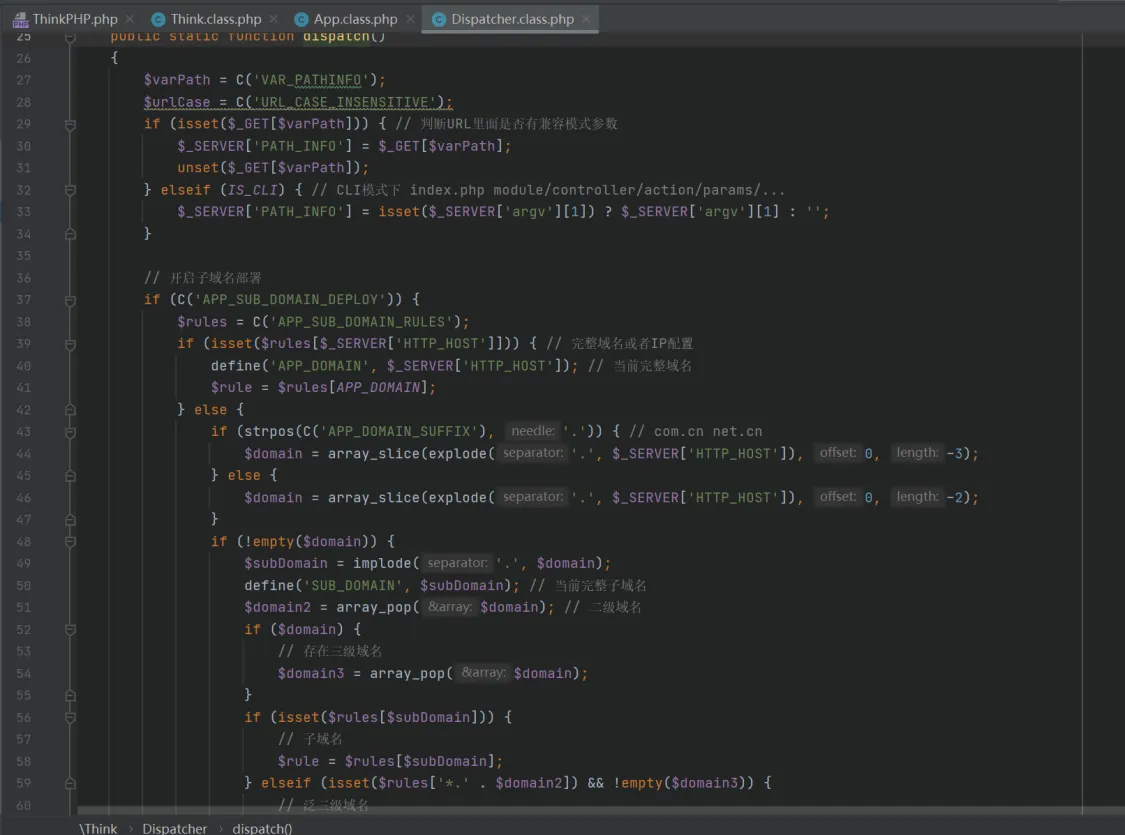 ThinkPHP.php Think.class.php App.class.php Dispatcher.class.php
25 public static function dispatch()
26 {
27 $varPath = C('VAR_PATHINFO');
28 $urlCase = C('URL_CASE_INSENSITIVE');
29 if (isset($_GET[$varPath])) { // 判断URL里面是否有兼容模式参数
30 $_SERVER['PATH_INFO'] = $_GET[$varPath];
31 unset($_GET[$varPath]);
32 } elseif (IS_CLI) { // CLI模式下 index.php module/controller/action/params/...
33 $_SERVER['PATH_INFO'] = isset($_SERVER['argv'][1]) ? $_SERVER['argv'][1] : '';
34 }
35
36 // 开启子域名部署
37 if (C('APP_SUB_DOMAIN_DEPLOY')) {
38 $rules = C('APP_SUB_DOMAIN_RULES');
39 if (isset($rules[$_SERVER['HTTP_HOST']])) { // 完整域名或者IP配置
40 define('APP_DOMAIN', $_SERVER['HTTP_HOST']); // 当前完整域名
41 $rule = $rules[APP_DOMAIN];
42 } else {
43 if (strpos(C('APP_DOMAIN_SUFFIX'), needle: '.')) { // com.cn net.cn
44 $domain = array_slice(explode( separator: '.', $_SERVER['HTTP_HOST']), offset: 0, length: -3);
45 } else {
46 $domain = array_slice(explode( separator: '.', $_SERVER['HTTP_HOST']), offset: 0, length: -2);
47 }
48 if (!empty($domain)) {
49 $subDomain = implode( separator: '.', $domain);
50 define('SUB_DOMAIN', $subDomain); // 当前完整子域名
51 $domain2 = array_pop( &array: $domain); // 二级域名
52 if ($domain) {
53 // 存在三级域名
54 $domain3 = array_pop( &array: $domain);
55 }
56 if (isset($rules[$subDomain])) {
57 // 子域名
58 $rule = $rules[$subDomain];
59 } elseif (isset($rules['*.' . $domain2]) && !empty($domain3)) {
60 // 泛三级域名
\Think › Dispatcher › dispatch()